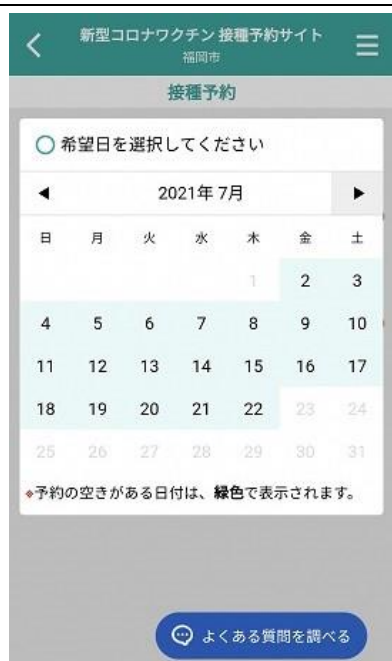 新型コロナワクチン 接種予約サイト
福岡市
接種予約
希望日を選択してください
◀ 2021年 7月 ▶
日 月 火 水 木 金 土
1 2 3
4 5 6 7 8 9 10
11 12 13 14 15 16 17
18 19 20 21 22 23 24
25 26 27 28 29 30 31
◆予約の空きがある日付は、緑色で表示されます。
よくある質問を調べる